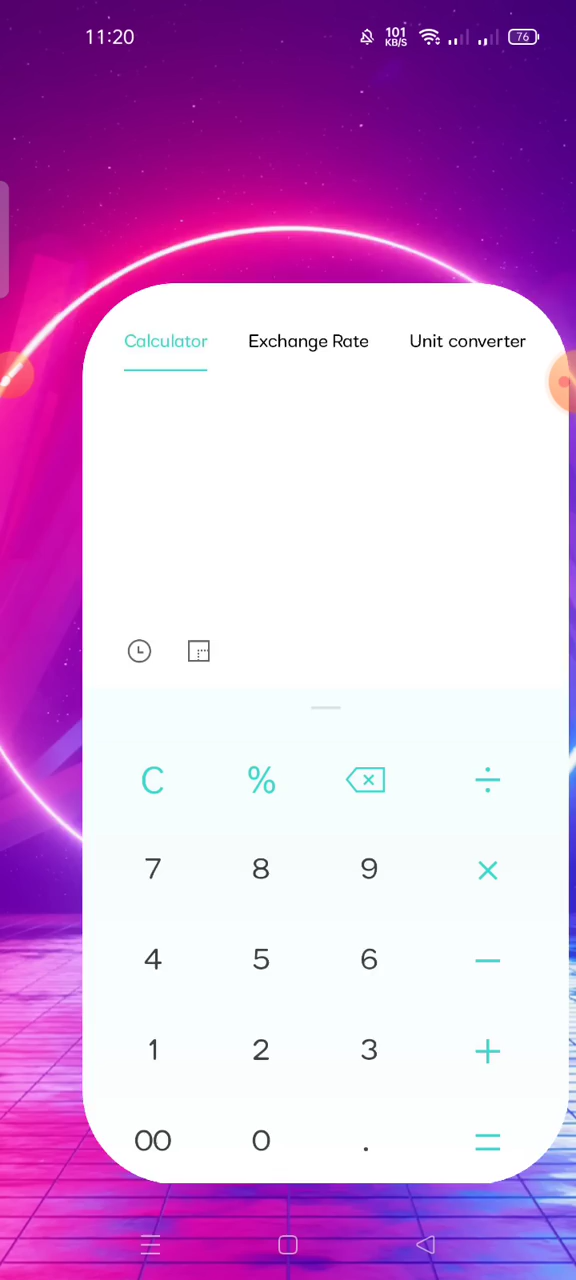 11:20 101 KB/S 76
Calculator Exchange Rate Unit converter
C % ÷
7 8 9 ×
4 5 6 −
1 2 3 +
00 0 . =